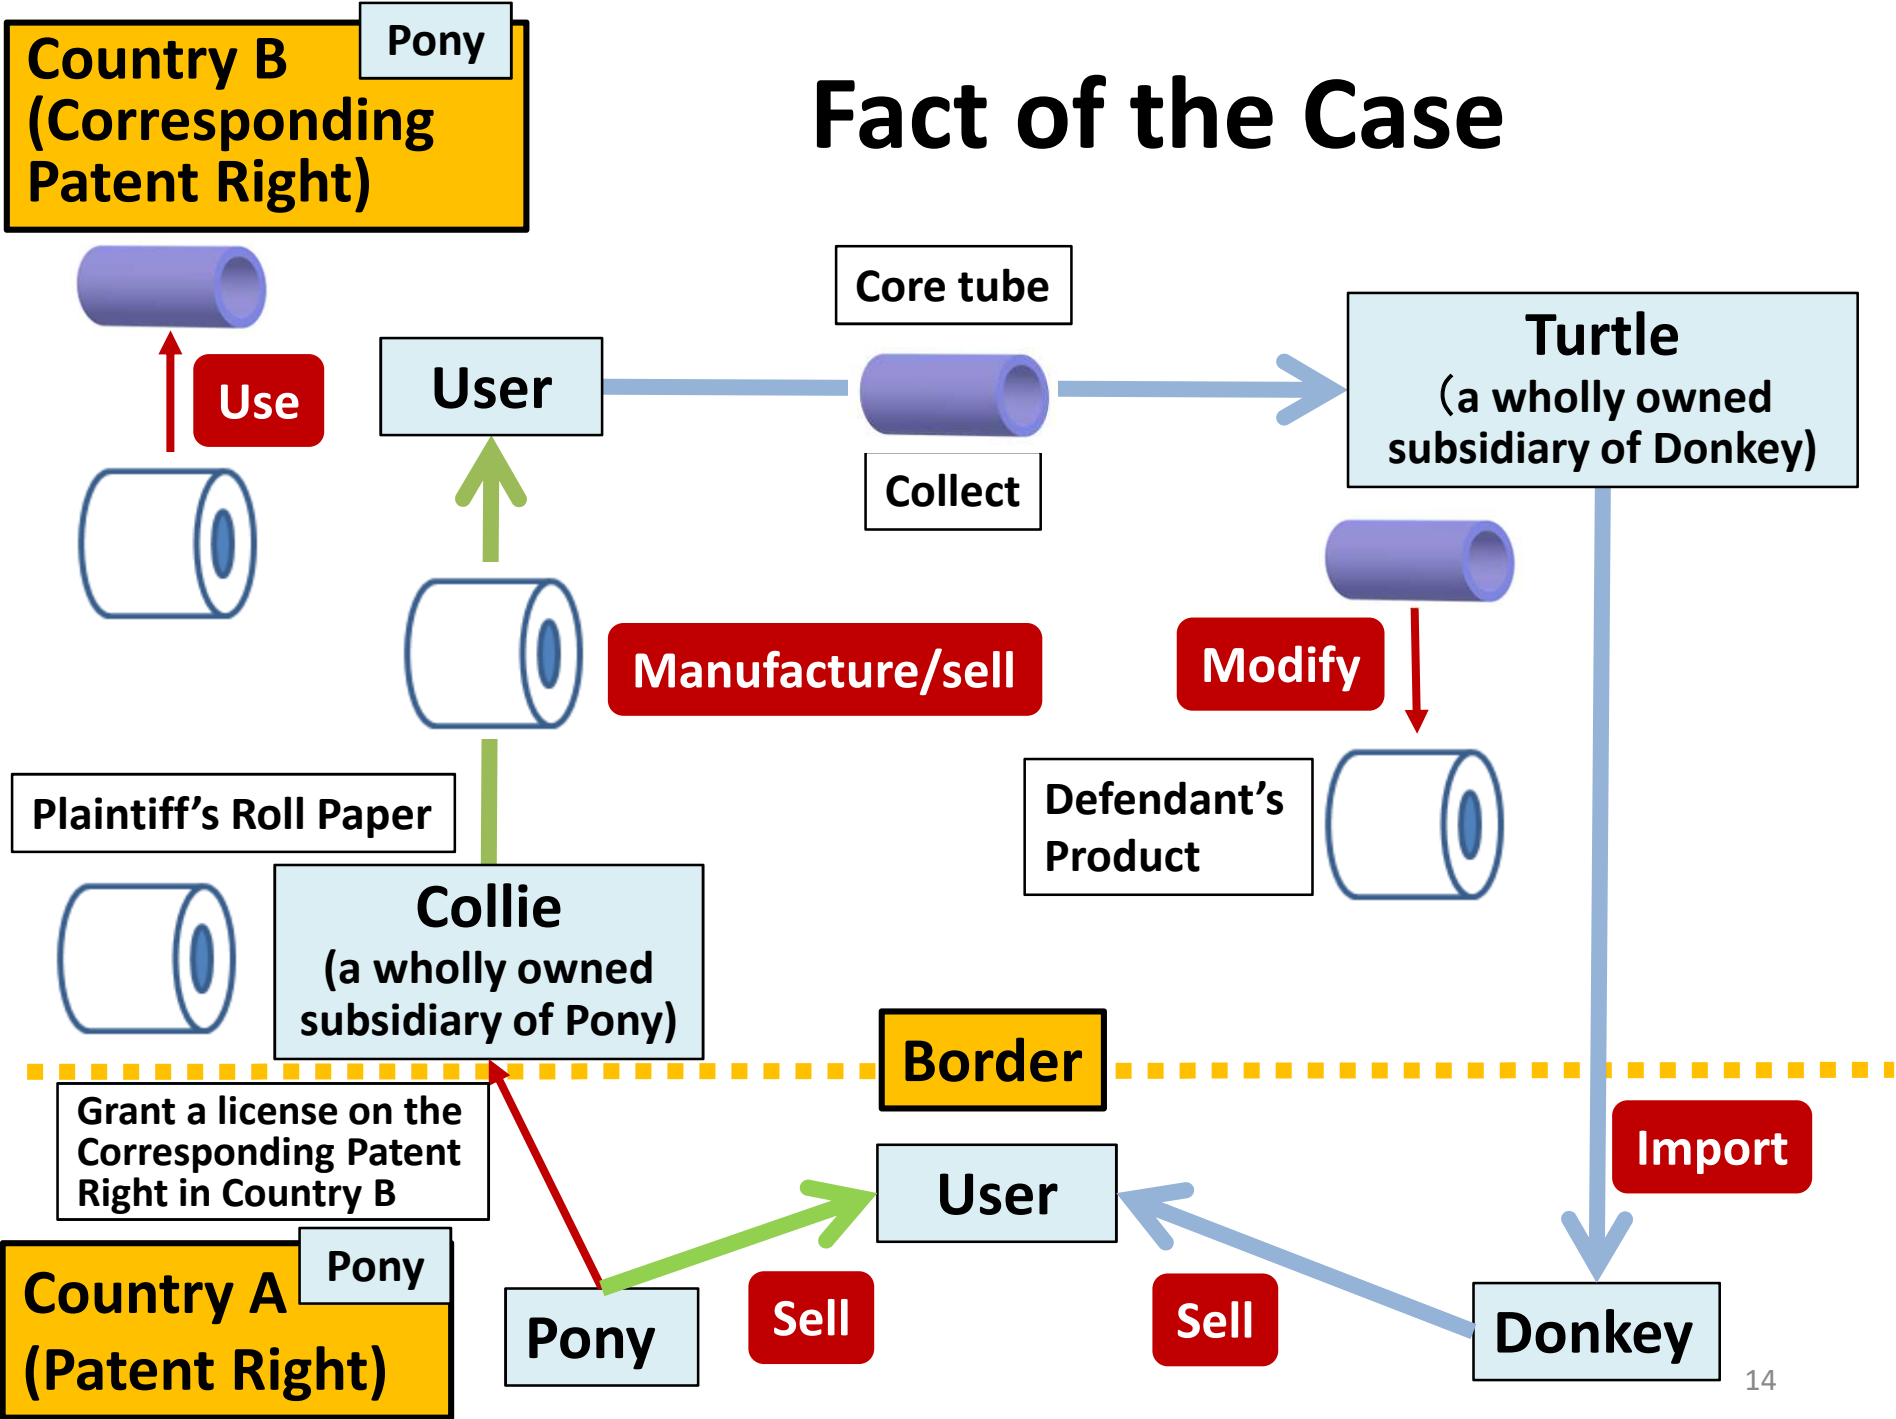 Fact of the Case
Pony
Country B
(Corresponding
Patent Right)
Use
User
Core tube
Collect
Turtle
（a wholly owned
subsidiary of Donkey)
Manufacture/sell
Modify
Plaintiff’s Roll Paper
Defendant’s
Product
Collie
(a wholly owned
subsidiary of Pony)
Border
Grant a license on the
Corresponding Patent
Right in Country B
User
Import
Pony
Country A
(Patent Right)
Pony
Sell
Sell
Donkey
14